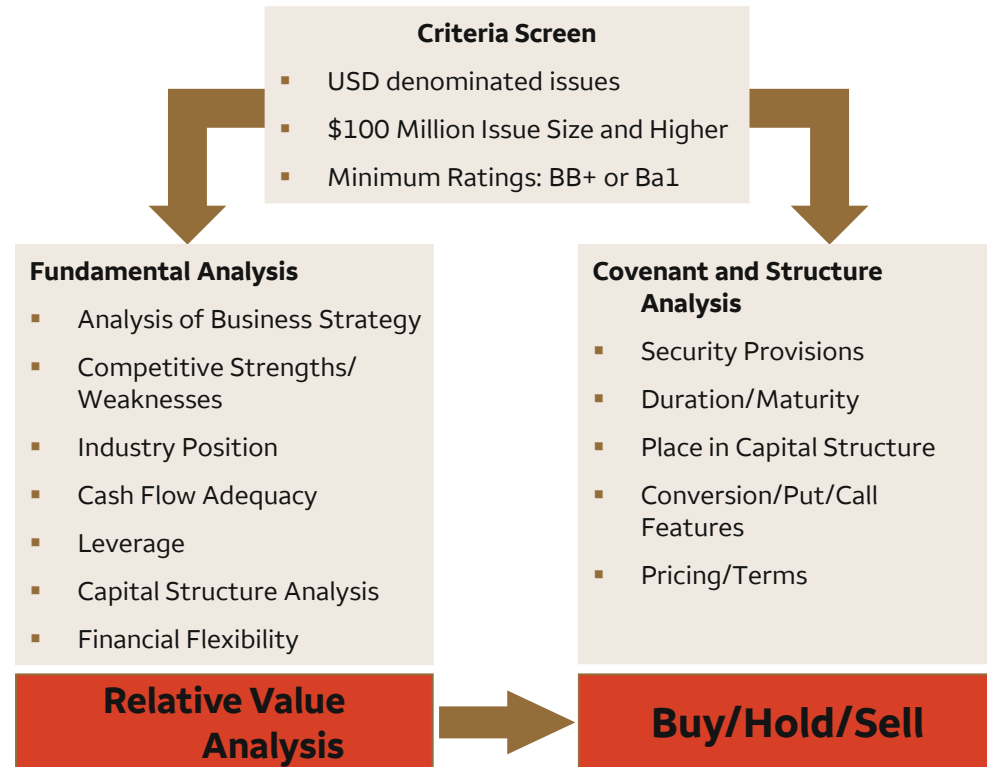 Criteria Screen
▪ USD denominated issues
▪ $100 Million Issue Size and Higher
▪ Minimum Ratings: BB+ or Ba1
Fundamental Analysis
▪ Analysis of Business Strategy
▪ Competitive Strengths/
Weaknesses
▪ Industry Position
▪ Cash Flow Adequacy
▪ Leverage
▪ Capital Structure Analysis
▪ Financial Flexibility
Relative Value
Analysis
Covenant and Structure
Analysis
▪ Security Provisions
▪ Duration/Maturity
▪ Place in Capital Structure
▪ Conversion/Put/Call
Features
▪ Pricing/Terms
Buy/Hold/Sell